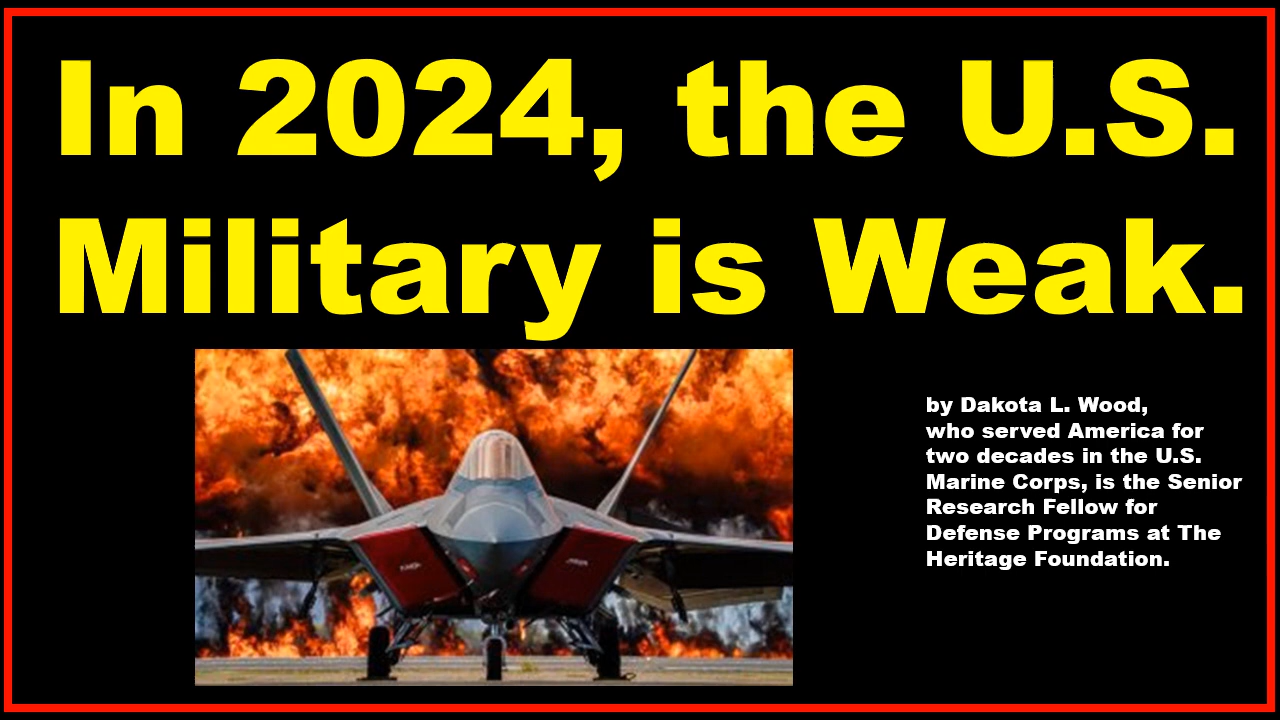 In 2024, the U.S.
Military is Weak.
by Dakota L. Wood,
who served America for
two decades in the U.S.
Marine Corps, is the Senior
Research Fellow for
Defense Programs at The
Heritage Foundation.